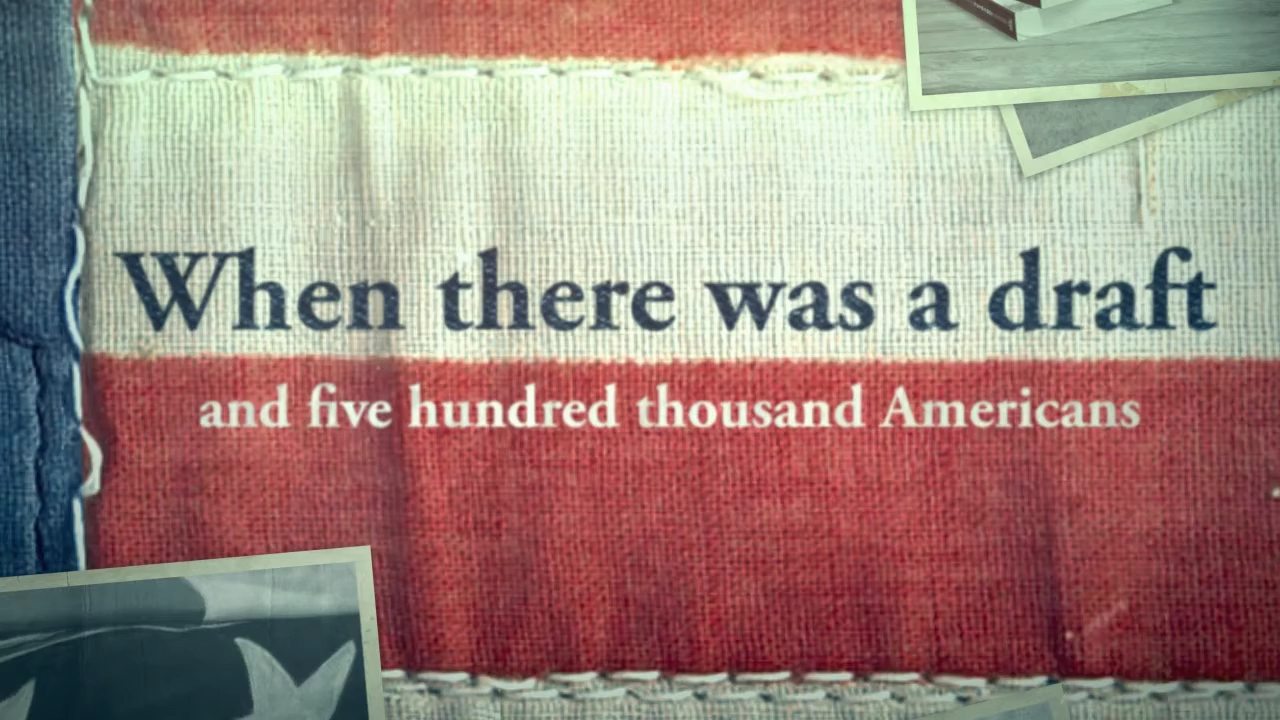 When there was a draft
and five hundred thousand Americans